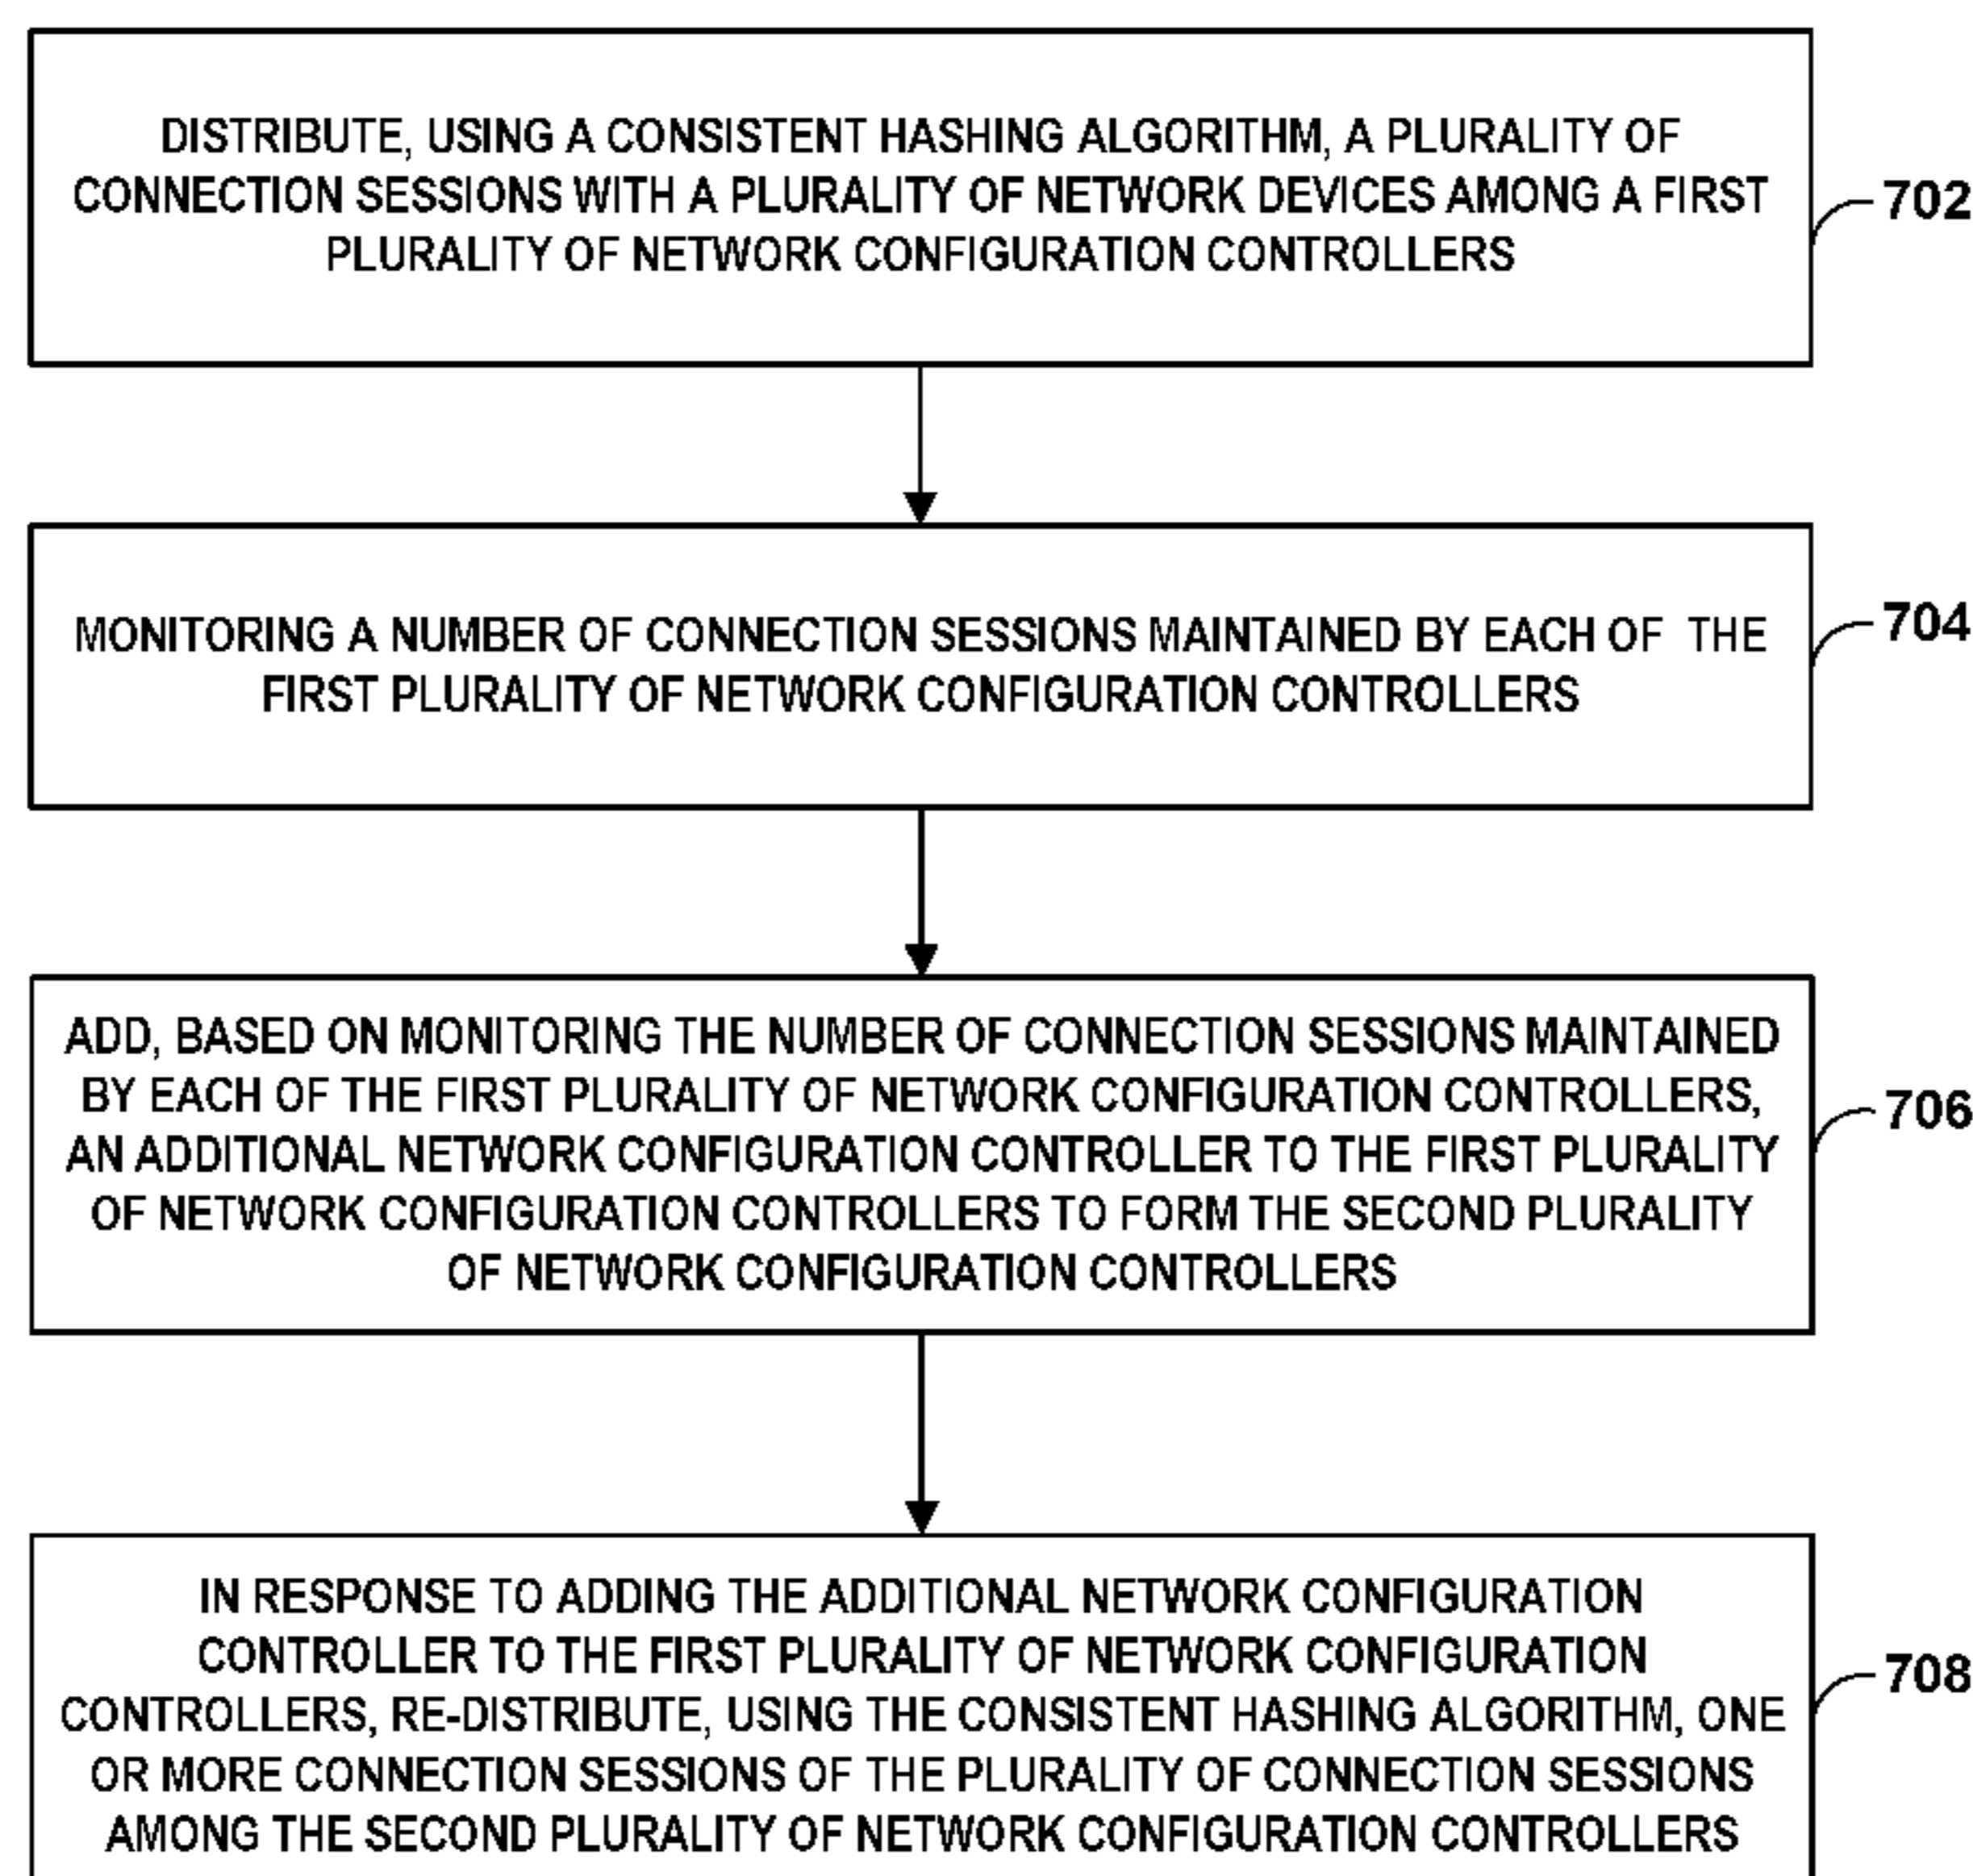 DISTRIBUTE, USING A CONSISTENT HASHING ALGORITHM, A PLURALITY OF
CONNECTION SESSIONS WITH A PLURALITY OF NETWORK DEVICES AMONG A FIRST
PLURALITY OF NETWORK CONFIGURATION CONTROLLERS
702
MONITORING A NUMBER OF CONNECTION SESSIONS MAINTAINED BY EACH OF THE
FIRST PLURALITY OF NETWORK CONFIGURATION CONTROLLERS
704
ADD, BASED ON MONITORING THE NUMBER OF CONNECTION SESSIONS MAINTAINED
BY EACH OF THE FIRST PLURALITY OF NETWORK CONFIGURATION CONTROLLERS,
AN ADDITIONAL NETWORK CONFIGURATION CONTROLLER TO THE FIRST PLURALITY
OF NETWORK CONFIGURATION CONTROLLERS TO FORM THE SECOND PLURALITY
OF NETWORK CONFIGURATION CONTROLLERS
706
IN RESPONSE TO ADDING THE ADDITIONAL NETWORK CONFIGURATION
CONTROLLER TO THE FIRST PLURALITY OF NETWORK CONFIGURATION
CONTROLLERS, RE-DISTRIBUTE, USING THE CONSISTENT HASHING ALGORITHM, ONE
OR MORE CONNECTION SESSIONS OF THE PLURALITY OF CONNECTION SESSIONS
AMONG THE SECOND PLURALITY OF NETWORK CONFIGURATION CONTROLLERS
708